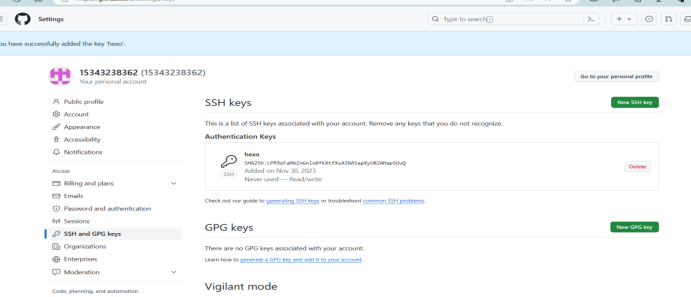 Settings
Type to search
You have successfully added the key 'hexo'.
15343238362 (15343238362)
Your personal account
Go to your personal profile
Public profile
Account
Appearance
Accessibility
Notifications
Access
Billing and plans
Emails
Password and authentication
Sessions
SSH and GPG keys
Organizations
Enterprises
Moderation
Code, planning, and automation
SSH keys
New SSH key
This is a list of SSH keys associated with your account. Remove any keys that you do not recognize.
Authentication Keys
hexo
Added on Nov 30, 2023
Never used — Read/write
SSH
Delete
Check out our guide to generating SSH keys or troubleshoot common SSH problems.
GPG keys
New GPG key
There are no GPG keys associated with your account.
Learn how to generate a GPG key and add it to your account.
Vigilant mode